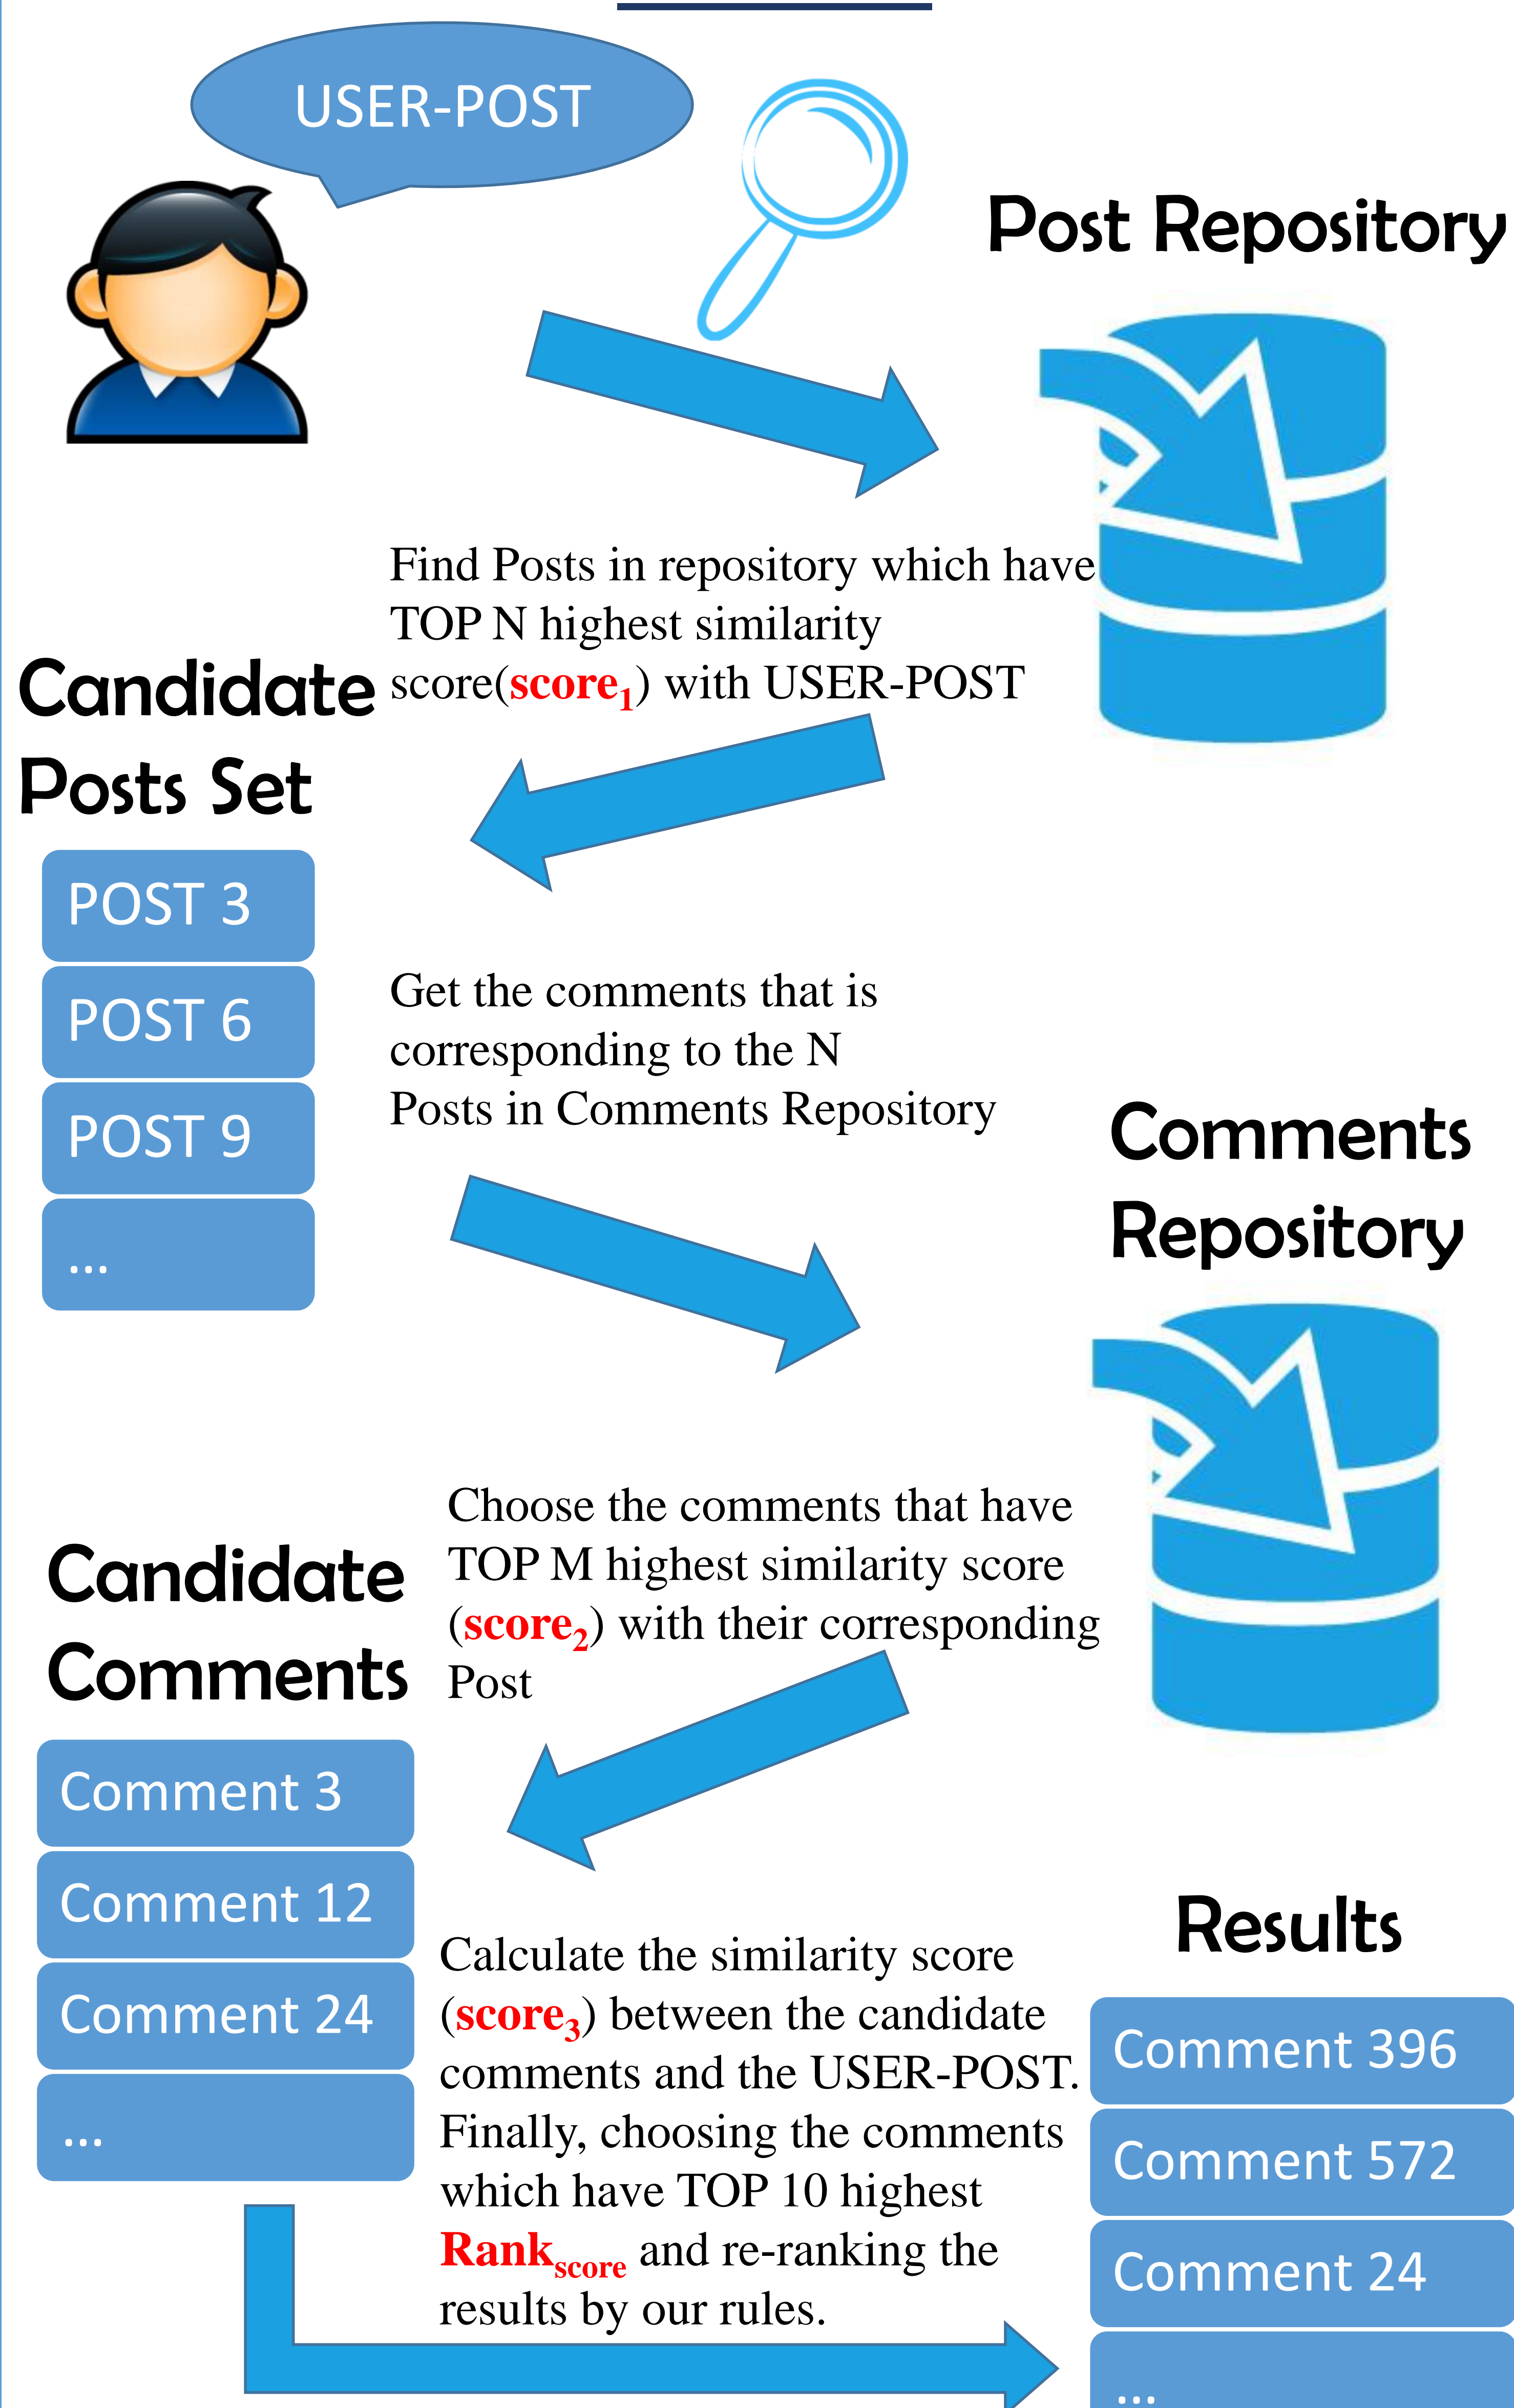 USER-POST
Post Repository
Find Posts in repository which have
TOP N highest similarity
score(score1) with USER-POST
Candidate
Posts Set
POST 3
POST 6
POST 9
...
Get the comments that is
corresponding to the N
Posts in Comments Repository
Comments
Repository
Choose the comments that have
TOP M highest similarity score
(score2) with their corresponding
Post
Candidate
Comments
Comment 3
Comment 12
Comment 24
...
Calculate the similarity score
(score3) between the candidate
comments and the USER-POST.
Finally, choosing the comments
which have TOP 10 highest
Rankscore and re-ranking the
results by our rules.
Results
Comment 396
Comment 572
Comment 24
...